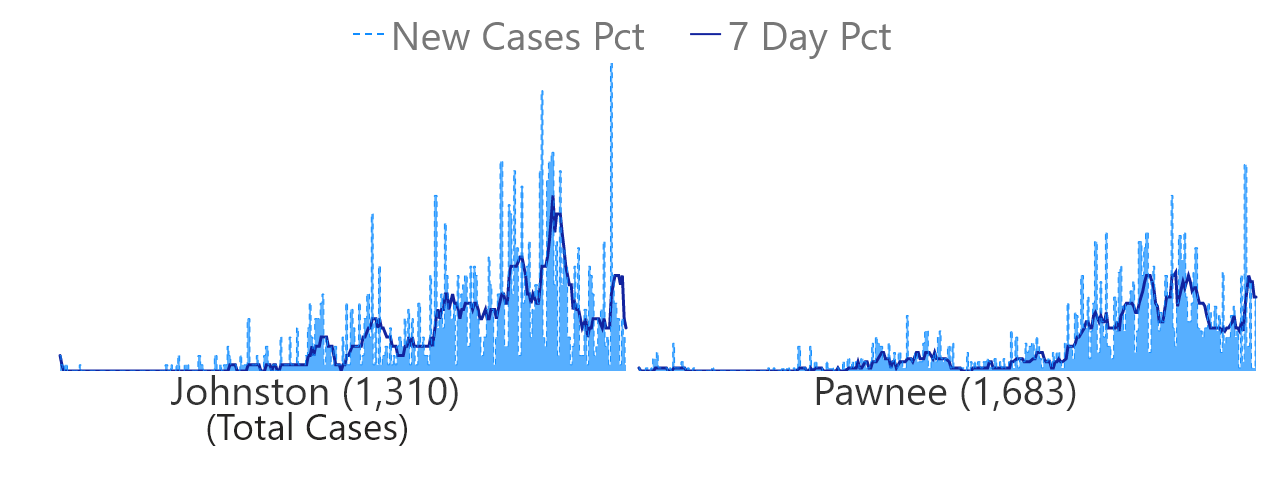 New Cases Pct 7 Day Pct
Johnston (1,310) Pawnee (1,683)
(Total Cases)